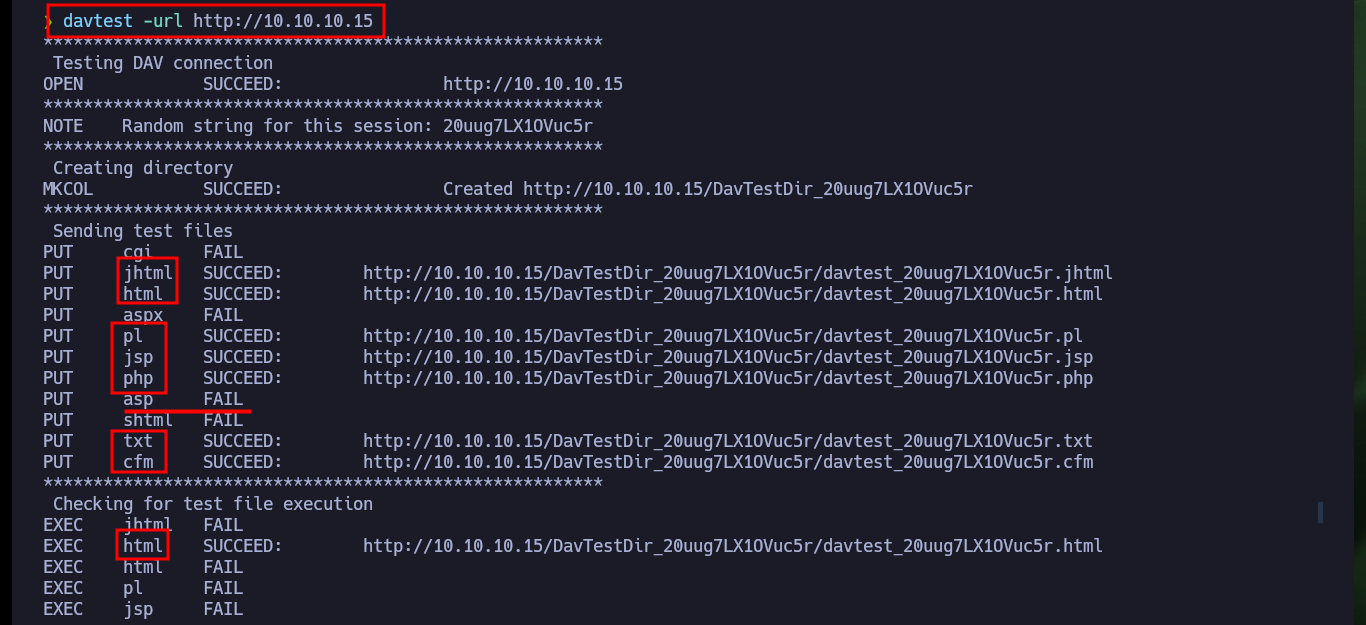 ❯ davtest -url http://10.10.10.15
********************************************************
Testing DAV connection
OPEN SUCCEED: http://10.10.10.15
********************************************************
NOTE Random string for this session: 20uug7LX1OVuc5r
********************************************************
Creating directory
MKCOL SUCCEED: Created http://10.10.10.15/DavTestDir_20uug7LX1OVuc5r
********************************************************
Sending test files
PUT cgi FAIL
PUT jhtml SUCCEED: http://10.10.10.15/DavTestDir_20uug7LX1OVuc5r/davtest_20uug7LX1OVuc5r.jhtml
PUT html SUCCEED: http://10.10.10.15/DavTestDir_20uug7LX1OVuc5r/davtest_20uug7LX1OVuc5r.html
PUT aspx FAIL
PUT pl SUCCEED: http://10.10.10.15/DavTestDir_20uug7LX1OVuc5r/davtest_20uug7LX1OVuc5r.pl
PUT jsp SUCCEED: http://10.10.10.15/DavTestDir_20uug7LX1OVuc5r/davtest_20uug7LX1OVuc5r.jsp
PUT php SUCCEED: http://10.10.10.15/DavTestDir_20uug7LX1OVuc5r/davtest_20uug7LX1OVuc5r.php
PUT asp FAIL
PUT shtml FAIL
PUT txt SUCCEED: http://10.10.10.15/DavTestDir_20uug7LX1OVuc5r/davtest_20uug7LX1OVuc5r.txt
PUT cfm SUCCEED: http://10.10.10.15/DavTestDir_20uug7LX1OVuc5r/davtest_20uug7LX1OVuc5r.cfm
********************************************************
Checking for test file execution
EXEC jhtml FAIL
EXEC html SUCCEED: http://10.10.10.15/DavTestDir_20uug7LX1OVuc5r/davtest_20uug7LX1OVuc5r.html
EXEC html FAIL
EXEC pl FAIL
EXEC jsp FAIL